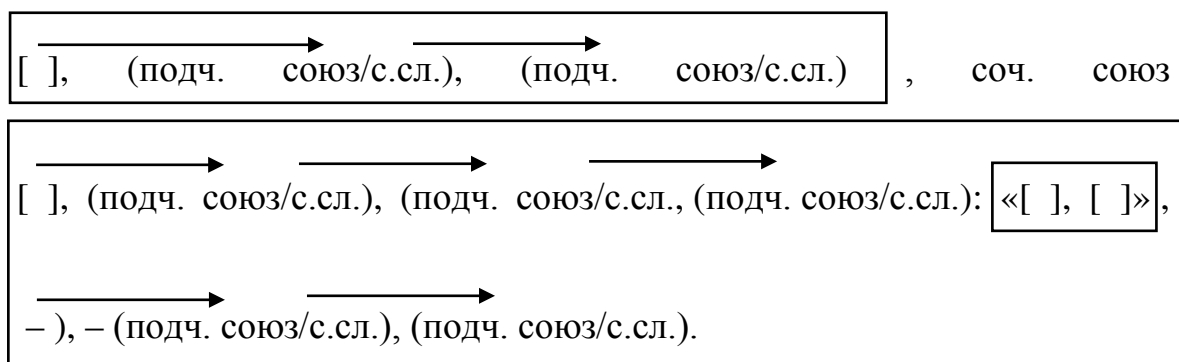 [ ], (подч. союз/с.сл.), (подч. союз/с.сл.) , соч. союз
[ ], (подч. союз/с.сл.), (подч. союз/с.сл., (подч. союз/с.сл.): «[ ], [ ]»,
– ), – (подч. союз/с.сл.), (подч. союз/с.сл.).